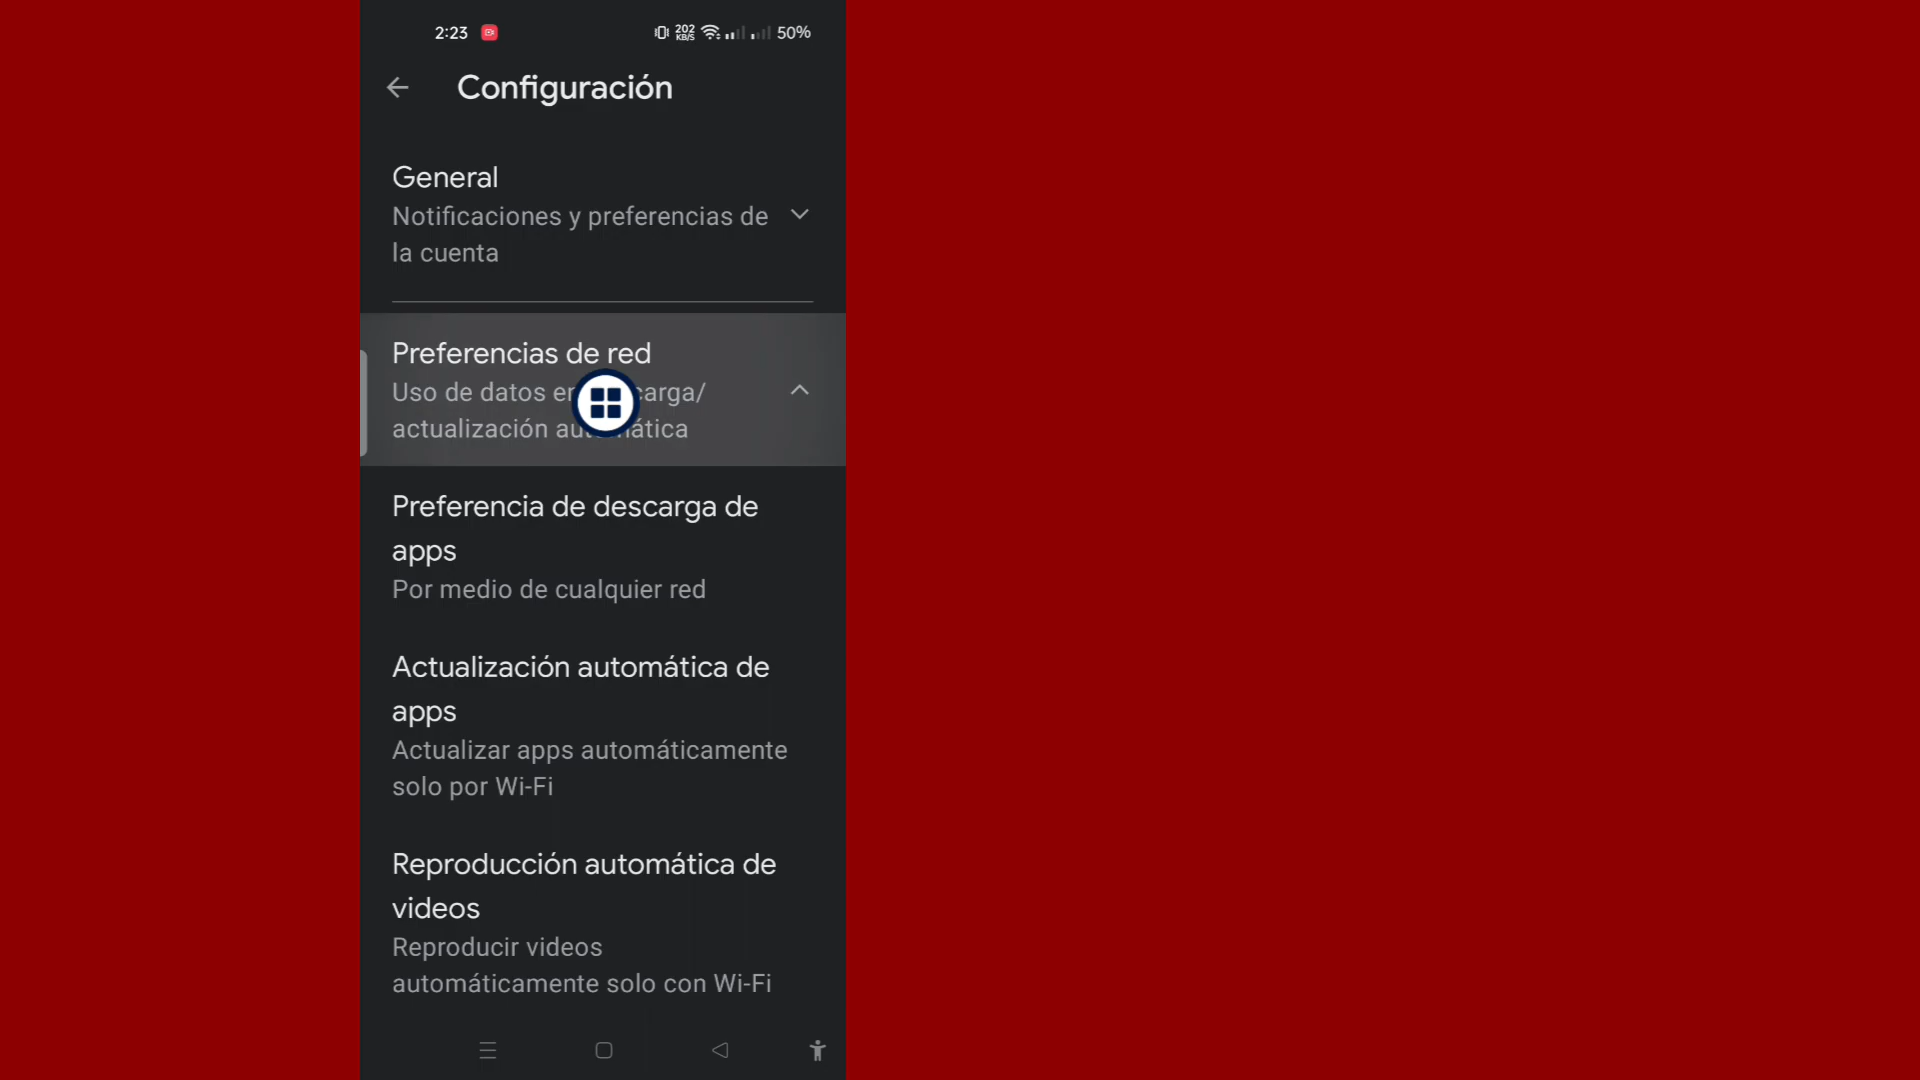 2:23
202
KB/S
50%
Configuración
General
Notificaciones y preferencias de
la cuenta
Preferencias de red
Uso de datos en carga/
actualización automática
Preferencia de descarga de
apps
Por medio de cualquier red
Actualización automática de
apps
Actualizar apps automáticamente
solo por Wi-Fi
Reproducción automática de
videos
Reproducir videos
automáticamente solo con Wi-Fi